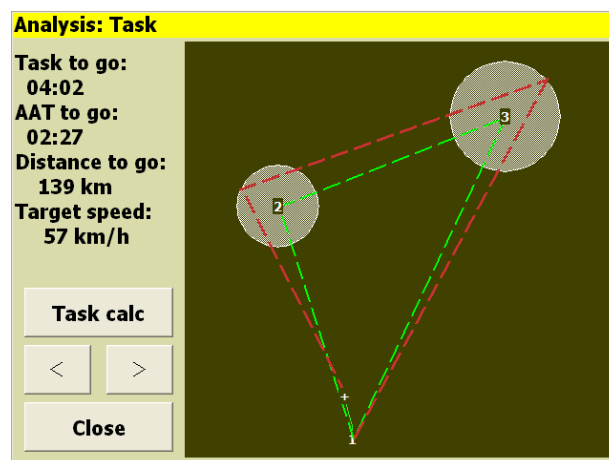 Analysis: Task
Task to go:
04:02
AAT to go:
02:27
Distance to go:
139 km
Target speed:
57 km/h
Task calc
<
>
Close
3
2
+
1